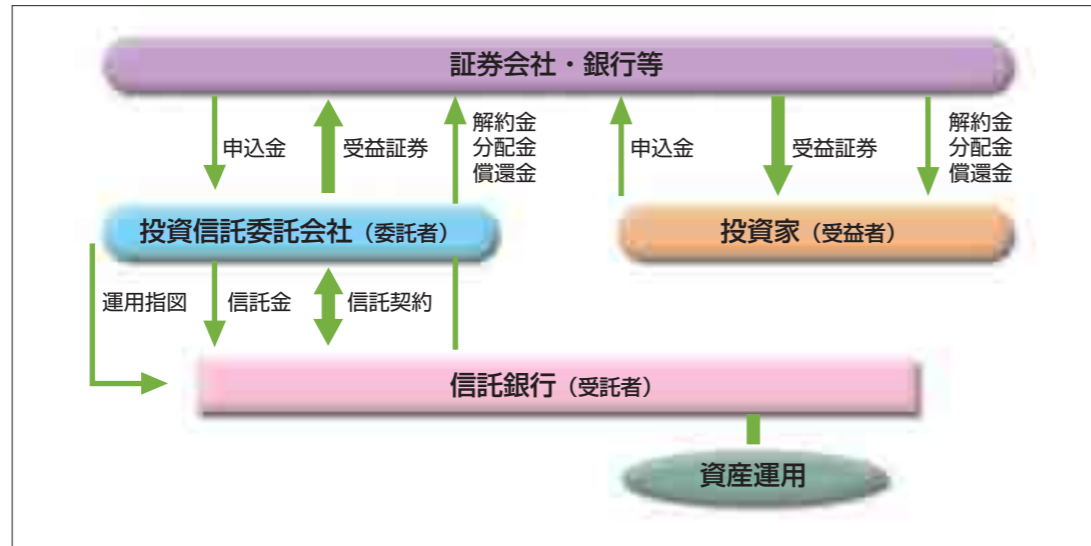 証券会社・銀行等
申込金
受益証券
解約金
分配金
償還金
申込金
受益証券
解約金
分配金
償還金
投資信託委託会社（委託者）
投資家（受益者）
運用指図
信託金
信託契約
信託銀行（受託者）
資産運用